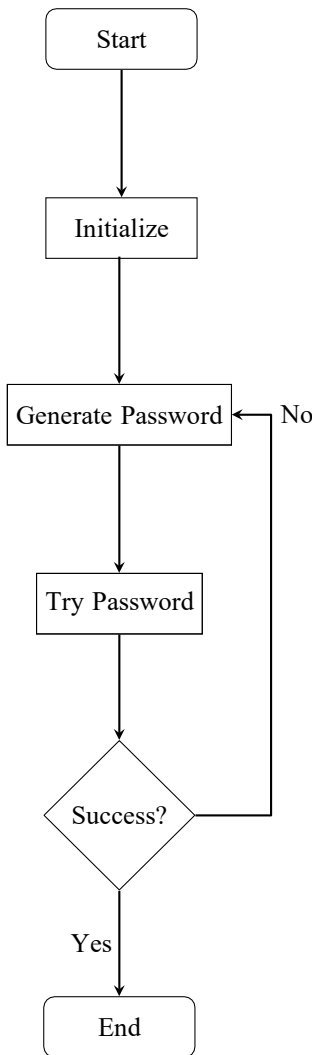 Start
Initialize
Generate Password
No
Try Password
Success?
Yes
End